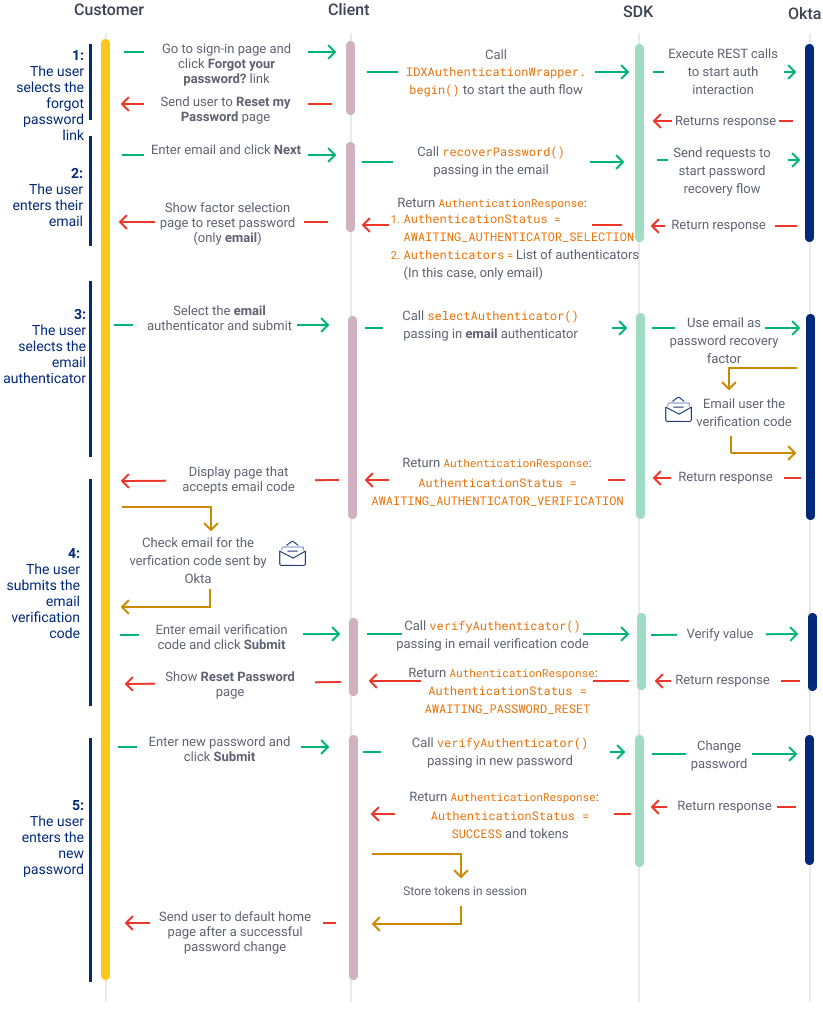 Customer
Client
SDK
Okta
1:
The user
selects the
forgot
password
link
Go to sign-in page and
click Forgot your
password? link
Call
IDXAuthenticationWrapper.
begin() to start the auth flow
Execute REST calls
to start auth
interaction
Send user to Reset my
Password page
Returns response
2:
The user
enters their
email
Enter email and click Next
Call recoverPassword()
passing in the email
Send requests to
start password
recovery flow
Show factor selection
page to reset password
(only email)
Return AuthenticationResponse:
1. AuthenticationStatus =
AWAITING_AUTHENTICATOR_SELECTION
2. Authenticators = List of authenticators
(In this case, only email)
Return response
3:
The user
selects the
email
authenticator
Select the email
authenticator and submit
Call selectAuthenticator()
passing in email authenticator
Use email as
password recovery
factor
Email user the
verification code
Display page that
accepts email code
Return AuthenticationResponse:
AuthenticationStatus =
AWAITING_AUTHENTICATOR_VERIFICATION
Return response
4:
The user
submits the
email
verification
code
Check email for the
verfication code sent by
Okta
Enter email verification
code and click Submit
Call verifyAuthenticator()
passing in email verification code
Verify value
Show Reset Password
page
Return AuthenticationResponse:
AuthenticationStatus =
AWAITING_PASSWORD_RESET
Return response
5:
The user
enters the
new
password
Enter new password and
click Submit
Call verifyAuthenticator()
passing in new password
Change
password
Return AuthenticationResponse:
AuthenticationStatus =
SUCCESS and tokens
Return response
Store tokens in session
Send user to default home
page after a successful
password change